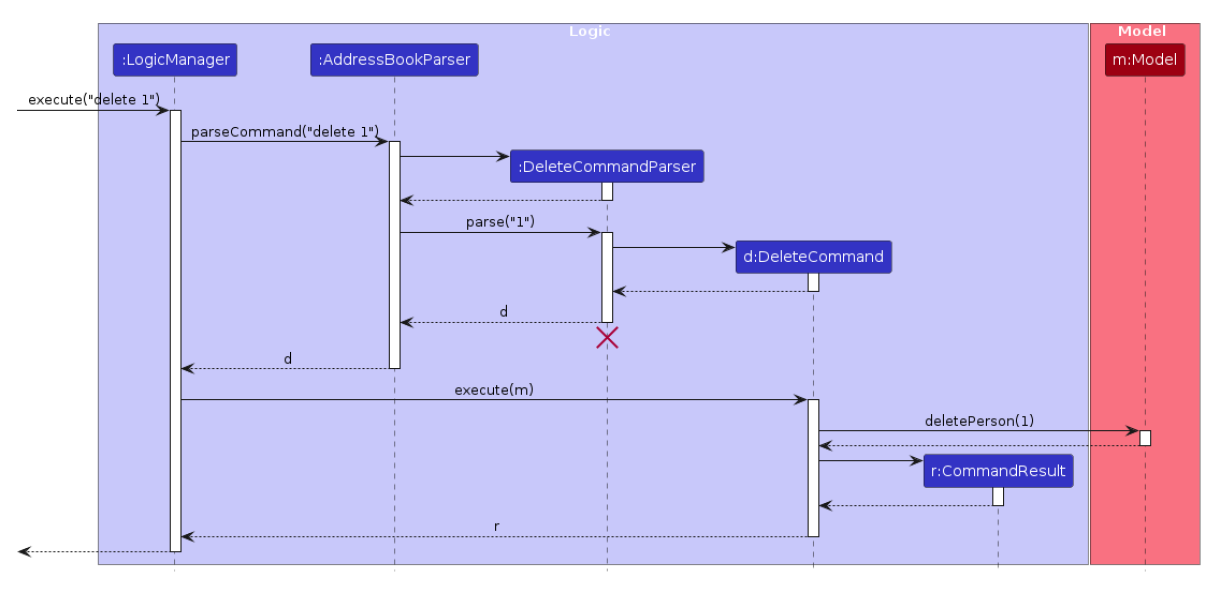 Logic
Model
:LogicManager
:AddressBookParser
m:Model
execute("delete 1")
parseCommand("delete 1")
:DeleteCommandParser
parse("1")
d:DeleteCommand
d
d
execute(m)
deletePerson(1)
r:CommandResult
r